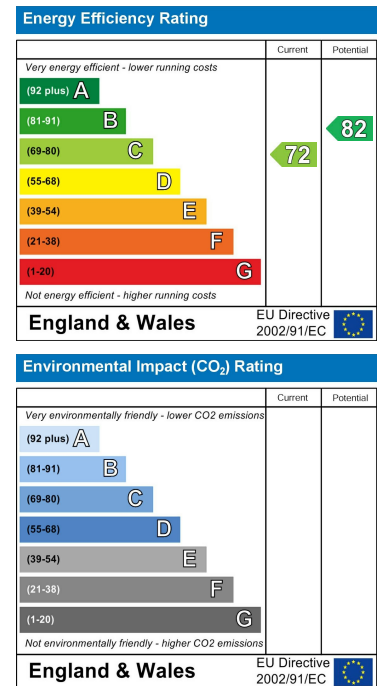 Energy Efficiency Rating
Current Potential
Very energy efficient - lower running costs
(92 plus) A
(81-91) B
(69-80) C
(55-68) D
(39-54) E
(21-38) F
(1-20) G
72
82
Not energy efficient - higher running costs
England & Wales
EU Directive
2002/91/EC
Environmental Impact (CO₂) Rating
Current Potential
Very environmentally friendly - lower CO2 emissions
(92 plus) A
(81-91) B
(69-80) C
(55-68) D
(39-54) E
(21-38) F
(1-20) G
Not environmentally friendly - higher CO2 emissions
England & Wales
EU Directive
2002/91/EC